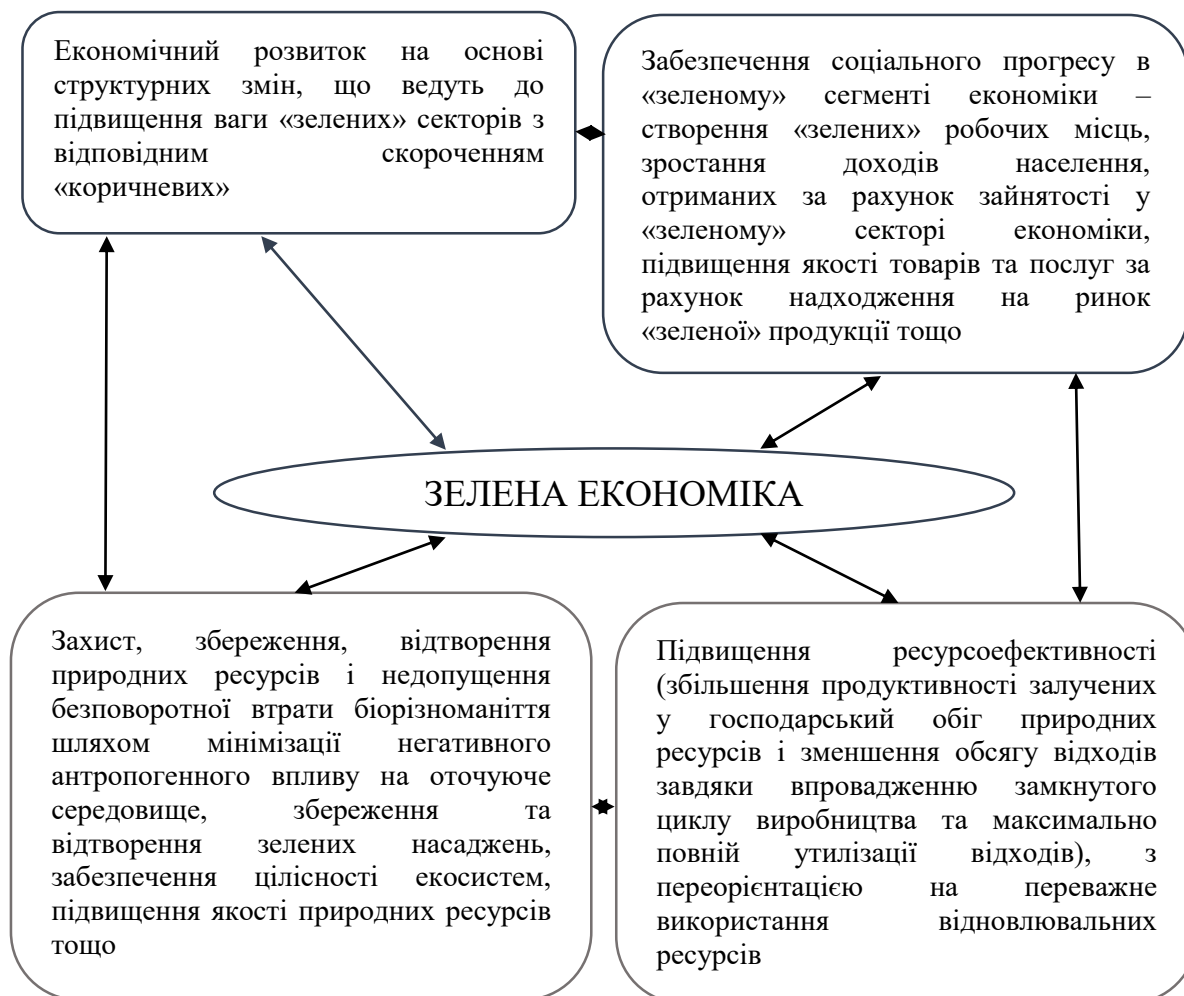 Економічний розвиток на основі
структурних змін, що ведуть до
підвищення ваги «зелених» секторів з
відповідним скороченням
«коричневих»
Забезпечення соціального прогресу в
«зеленому» сегменті економіки –
створення «зелених» робочих місць,
зростання доходів населення,
отриманих за рахунок зайнятості у
«зеленому» секторі економіки,
підвищення якості товарів та послуг за
рахунок надходження на ринок
«зеленої» продукції тощо
ЗЕЛЕНА ЕКОНОМІКА
Захист, збереження, відтворення
природних ресурсів і недопущення
безповоротної втрати біорізноманіття
шляхом мінімізації негативного
антропогенного впливу на оточуюче
середовище, збереження та
відтворення зелених насаджень,
забезпечення цілісності екосистем,
підвищення якості природних ресурсів
тощо
Підвищення ресурсоефективності
(збільшення продуктивності залучених
у господарський обіг природних
ресурсів і зменшення обсягу відходів
завдяки впровадженню замкнутого
циклу виробництва та максимально
повній утилізації відходів), з
переорієнтацією на переважне
використання відновлювальних
ресурсів